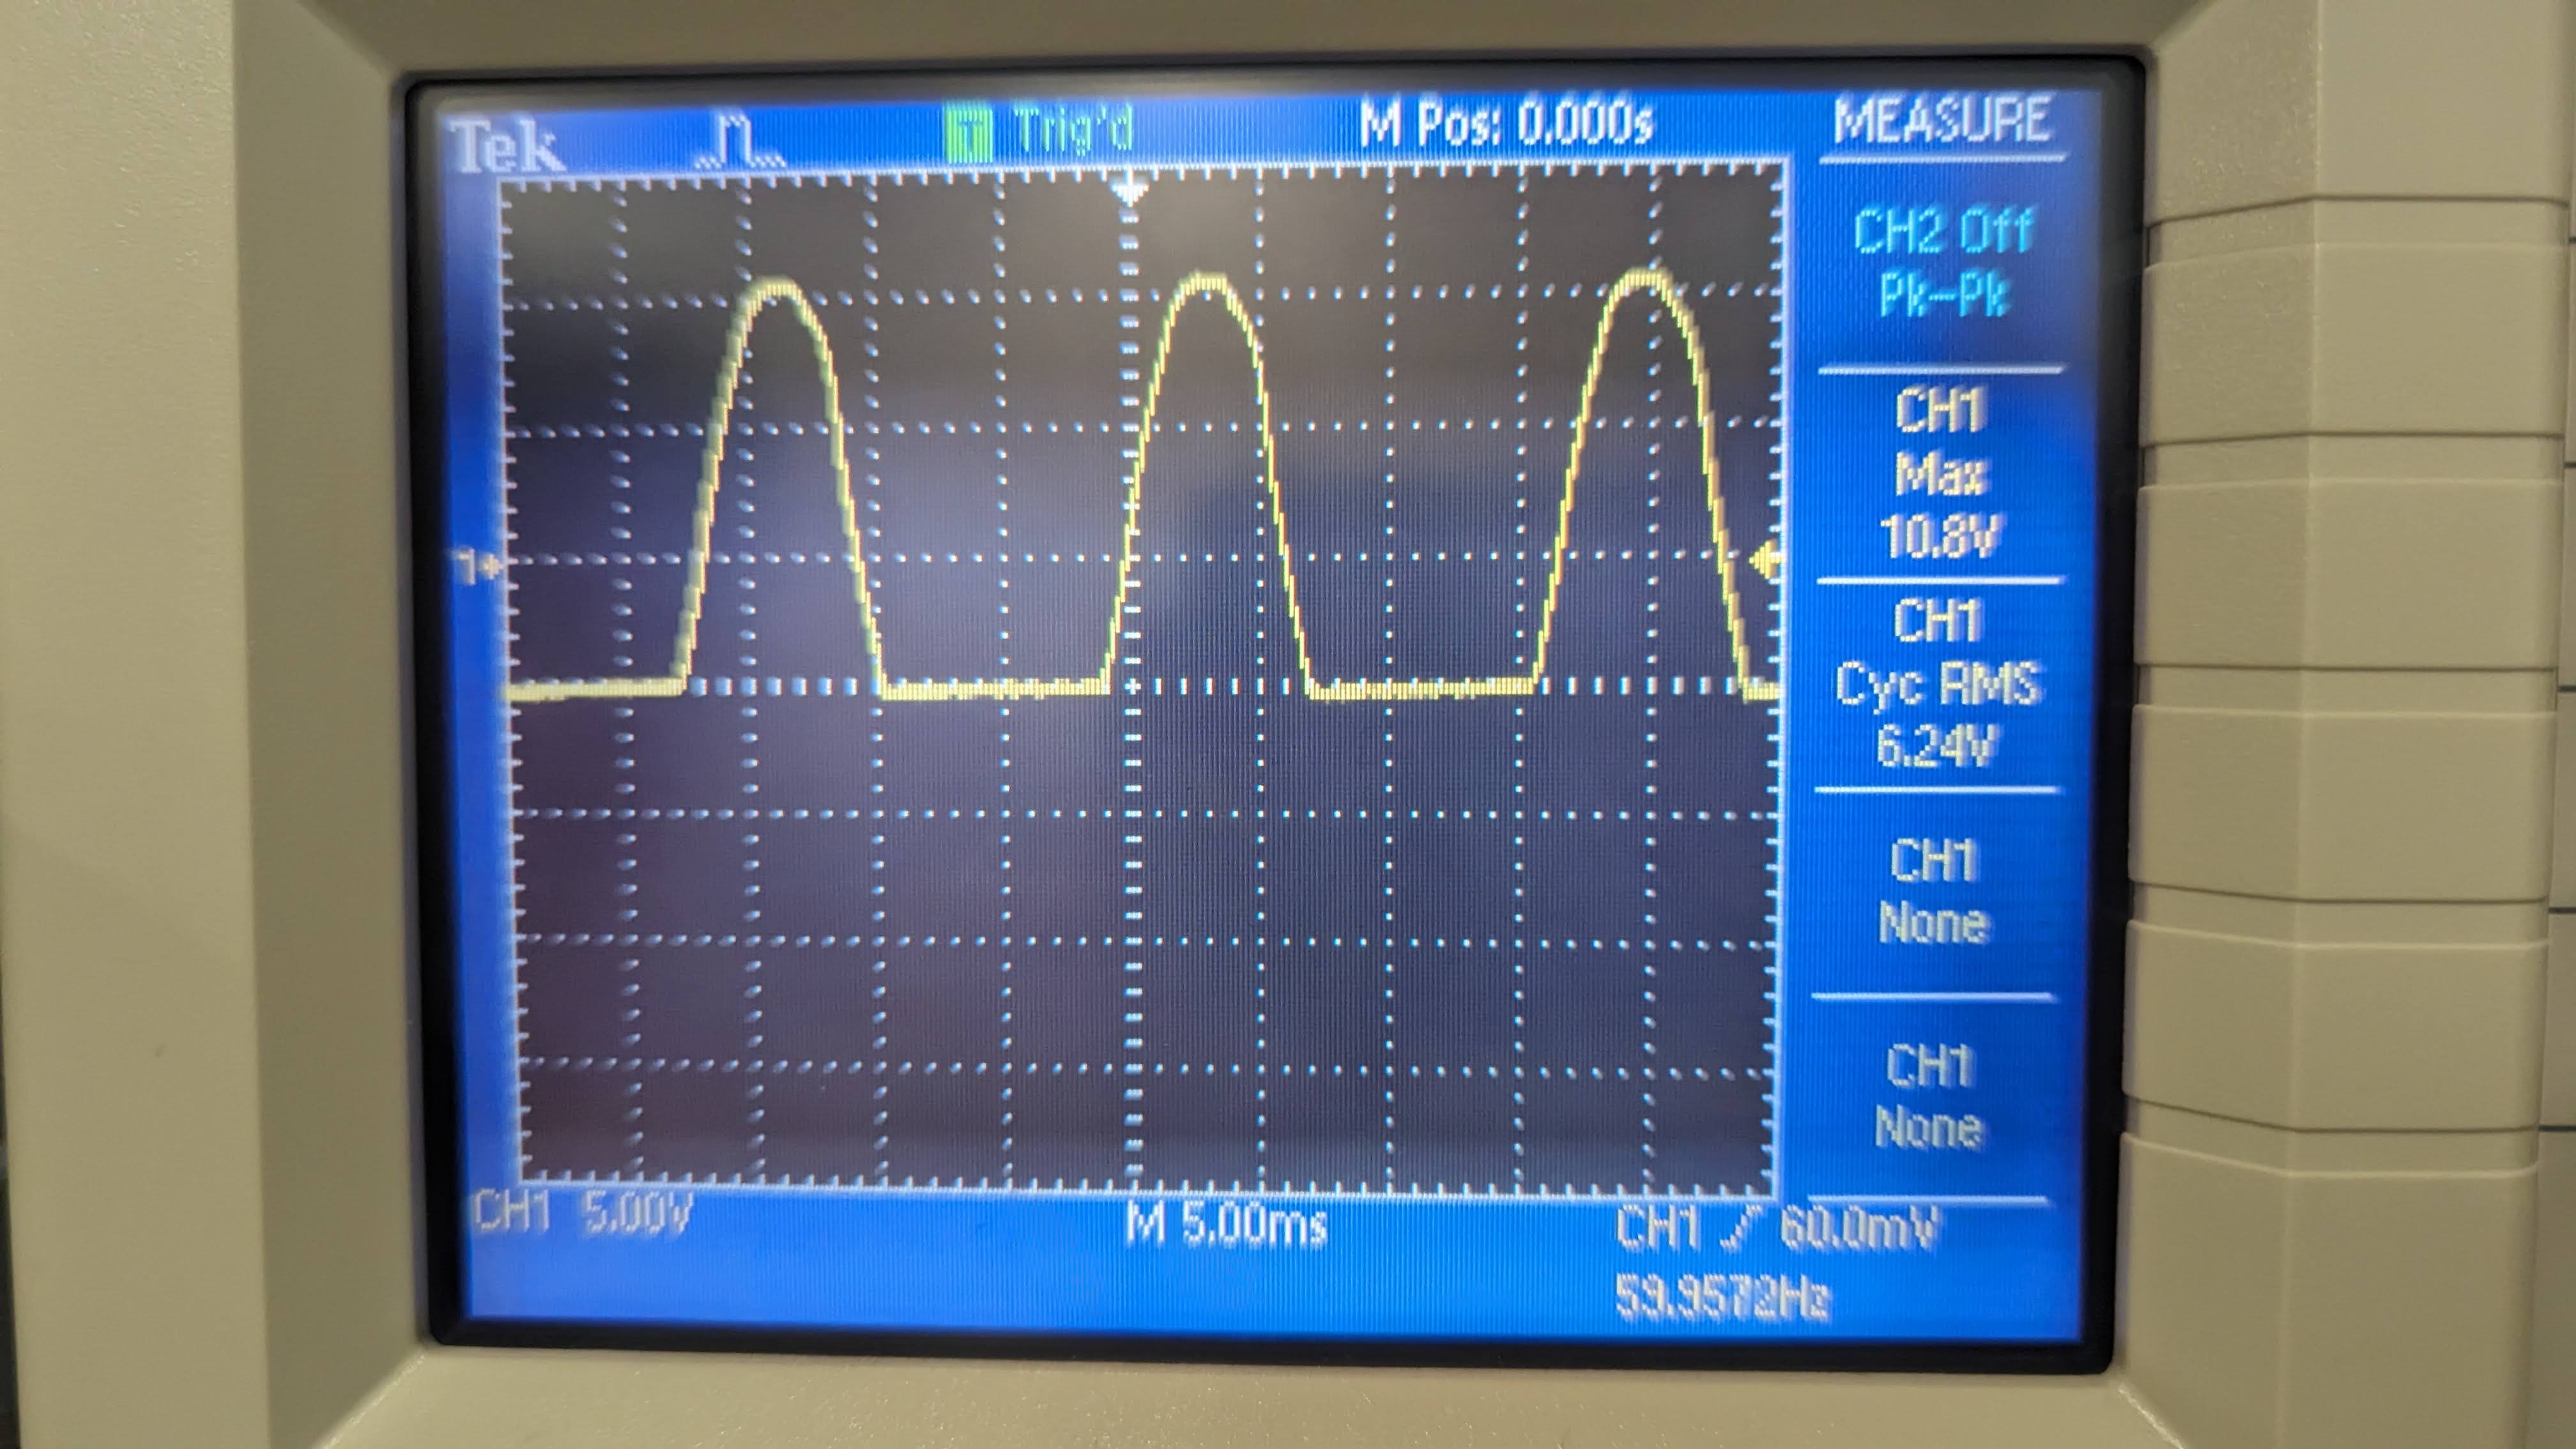 Tek T Trig'd M Pos: 0.000s MEASURE
CH2 Off
Pk-Pk
CH1
Max
10.8V
1
CH1
Cyc RMS
6.24V
CH1
None
CH1
None
CH1 5.00V M 5.00ms CH1 60.0mV
59.9572Hz